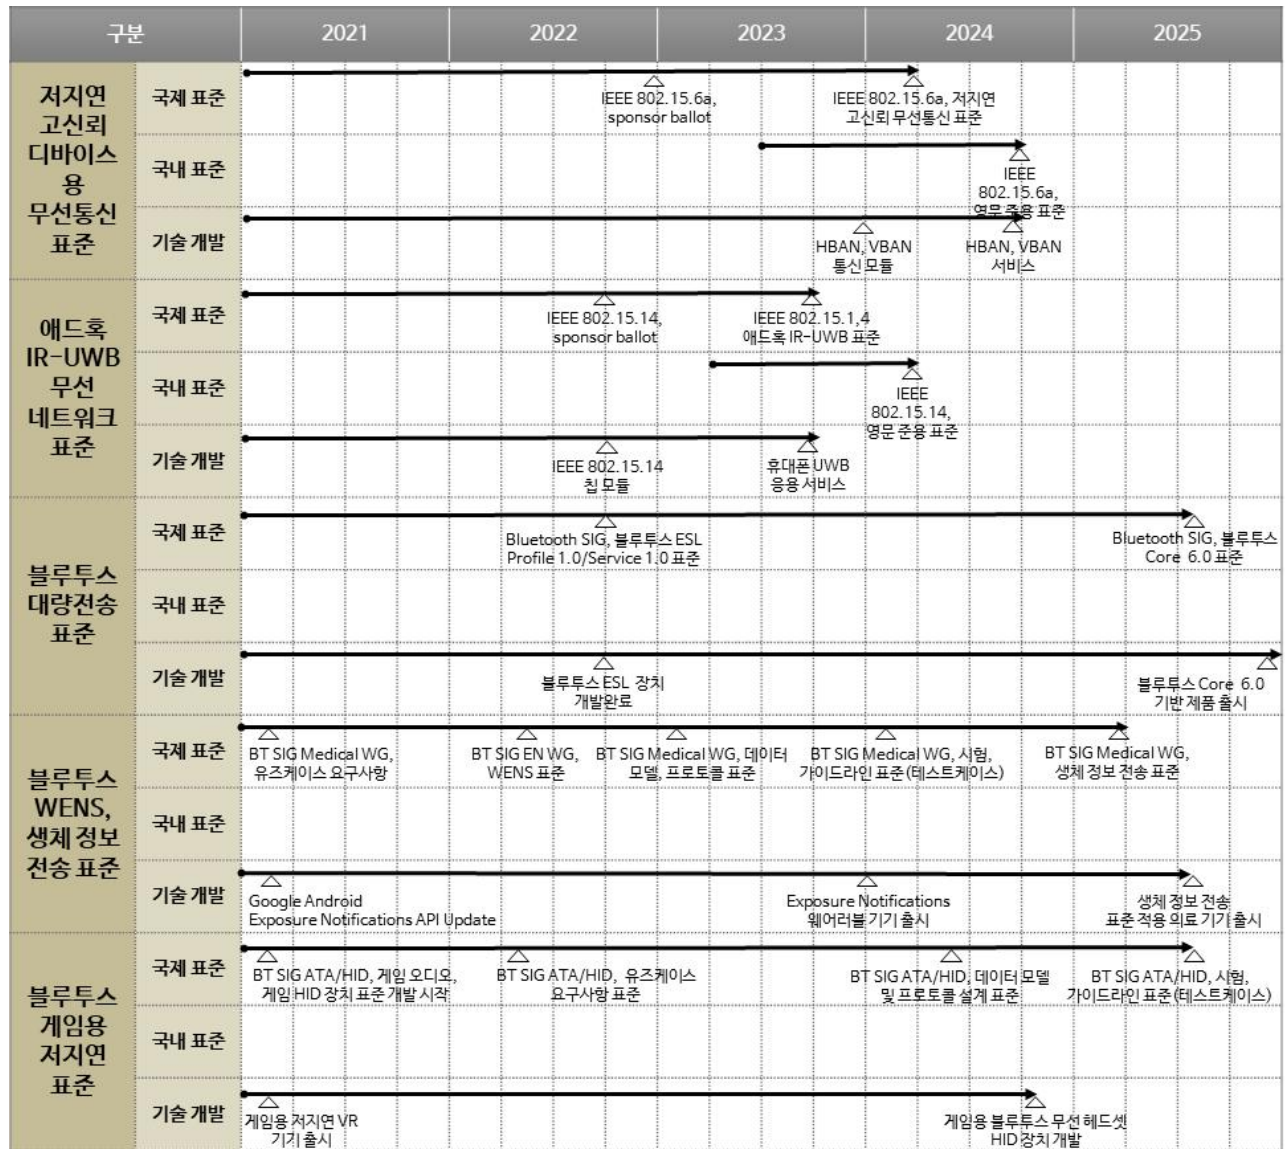 구분
2021
2022
2023
2024
2025
저지연
고신뢰
디바이스
용
무선통신
표준
국제 표준
IEEE 802.15.6a,
sponsor ballot
IEEE 802.15.6a, 저지연
고신뢰 무선통신 표준
국내 표준
IEEE
802.15.6a,
영문 준용 표준
기술 개발
HBAN, VBAN
통신 모듈
HBAN, VBAN
서비스
애드혹
IR-UWB
무선
네트워크
표준
국제 표준
IEEE 802.15.14,
sponsor ballot
IEEE 802.15.1,4
애드혹 IR-UWB 표준
국내 표준
IEEE
802.15.14,
영문 준용 표준
기술 개발
IEEE 802.15.14
칩 모듈
휴대폰 UWB
응용 서비스
블루투스
대량전송
표준
국제 표준
Bluetooth SIG, 블루투스 ESL
Profile 1.0/Service 1.0 표준
Bluetooth SIG, 블루투스
Core 6.0 표준
국내 표준
기술 개발
블루투스 ESL 장치
개발완료
블루투스 Core 6.0
기반 제품 출시
블루투스
WENS,
생체 정보
전송 표준
국제 표준
BT SIG Medical WG,
유즈케이스 요구사항
BT SIG EN WG,
WENS 표준
BT SIG Medical WG, 데이터
모델, 프로토콜 표준
BT SIG Medical WG, 시험,
가이드라인 표준(테스트케이스)
BT SIG Medical WG,
생체 정보 전송 표준
국내 표준
기술 개발
Google Android
Exposure Notifications API Update
Exposure Notifications
웨어러블 기기 출시
생체 정보 전송
표준 적용 의료 기기 출시
블루투스
게임용
저지연
표준
국제 표준
BT SIG ATA/HID, 게임 오디오,
게임 HID 장치 표준 개발 시작
BT SIG ATA/HID, 유즈케이스
요구사항 표준
BT SIG ATA/HID, 데이터 모델
및 프로토콜 설계 표준
BT SIG ATA/HID, 시험,
가이드라인 표준(테스트케이스)
국내 표준
기술 개발
게임용 저지연 VR
기기 출시
게임용 블루투스 무선 헤드셋
HID 장치 개발